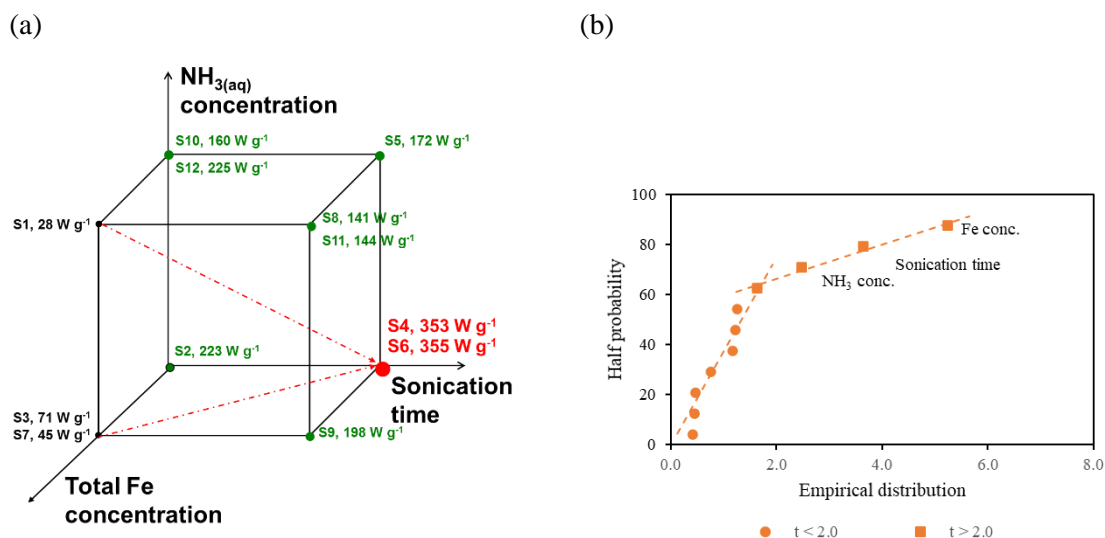 (a)
(b)
NH3(aq)
concentration
S10, 160 W g-1
S12, 225 W g-1
S5, 172 W g-1
S1, 28 W g-1
S8, 141 W g-1
S11, 144 W g-1
S4, 353 W g-1
S6, 355 W g-1
S2, 223 W g-1
Sonication
time
S3, 71 W g-1
S7, 45 W g-1
S9, 198 W g-1
Total Fe
concentration
100
80
60
40
20
0
Half probability
Fe conc.
Sonication time
NH3 conc.
0.0 2.0 4.0 6.0 8.0
Empirical distribution
t < 2.0 t > 2.0